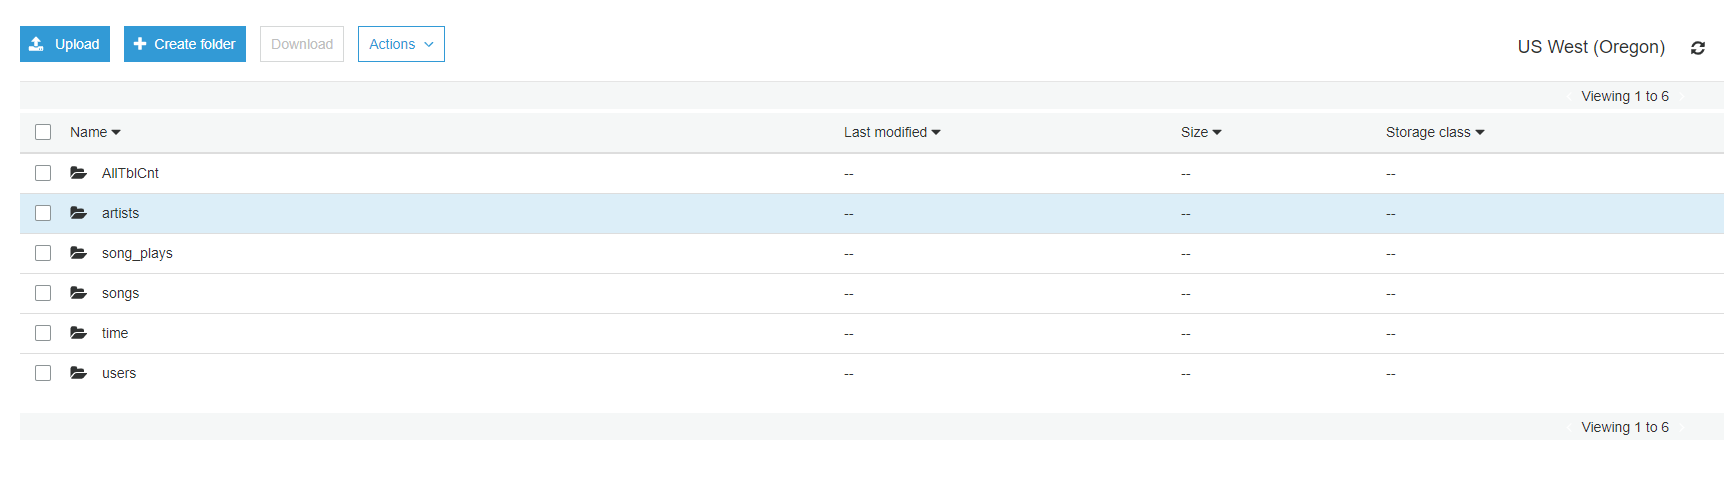 Upload Create folder Download Actions US West (Oregon)
Viewing 1 to 6
Name Last modified Size Storage class
AllTblCnt -- -- --
artists -- -- --
song_plays -- -- --
songs -- -- --
time -- -- --
users -- -- --
Viewing 1 to 6